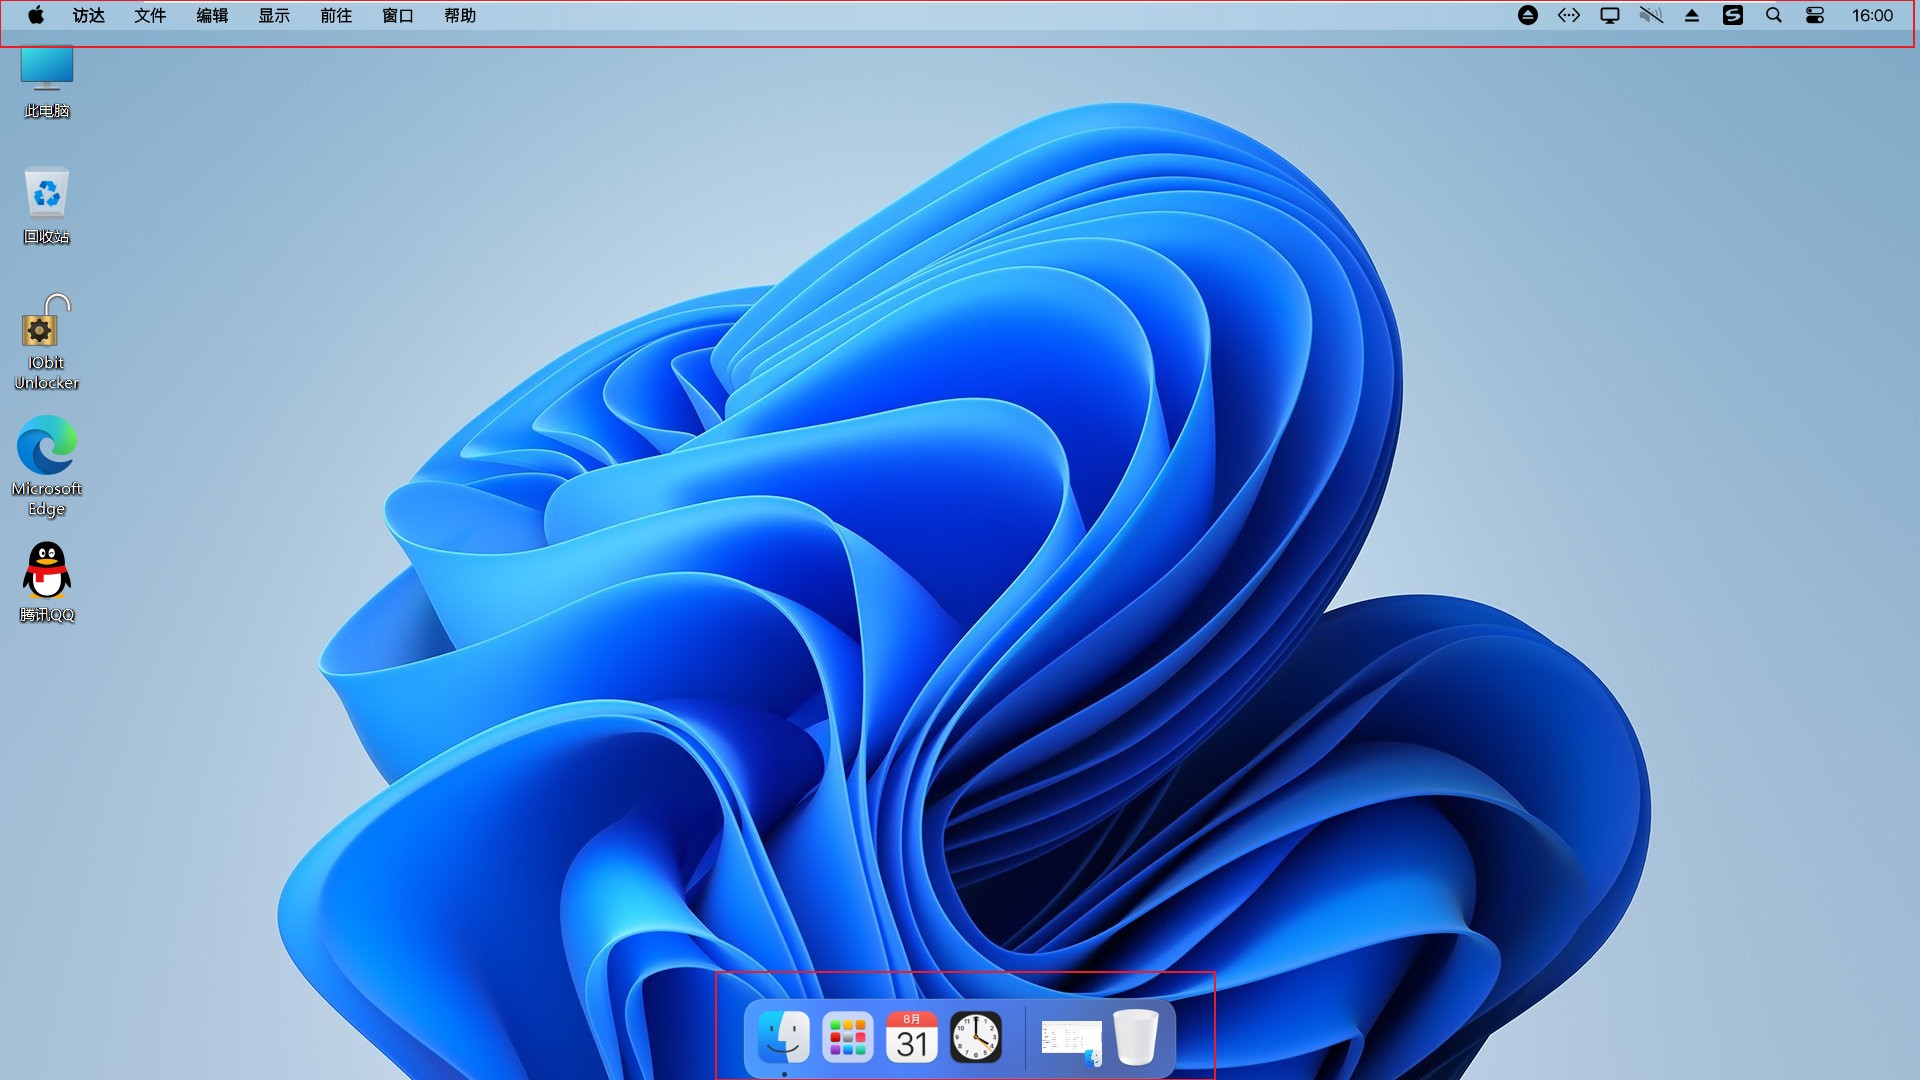 访达 文件 编辑 显示 前往 窗口 帮助 16:00
此电脑
回收站
IObit
Unlocker
Microsoft
Edge
腾讯QQ
8月
31